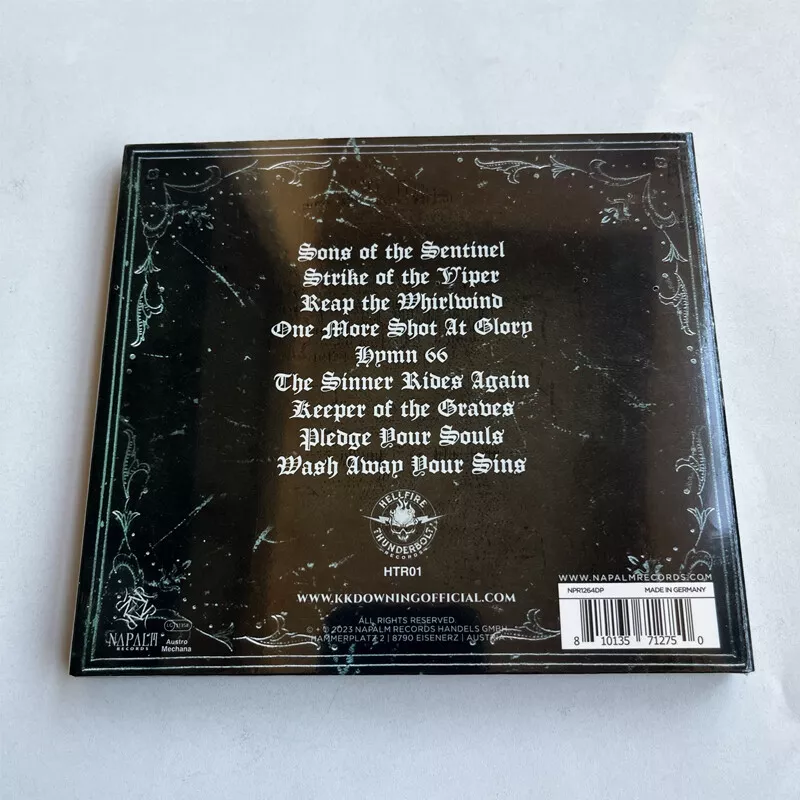 Sons of the Sentinel
Strike of the Viper
Reap the Whirlwind
One More Shot At Glory
Hymn 66
The Sinner Rides Again
Keeper of the Graves
Pledge Your Souls
Wash Away Your Sins
HELLFIRE
THUNDERBOLT
RECORDS
HTR01
WWW.KKDOWNINGOFFICIAL.COM
ALL RIGHTS RESERVED
© + ℗ 2023 NAPALM RECORDS HANDELS GMBH
HAMMERPLATZ 2 | 8790 EISENERZ | AUSTRIA
NAPALM
RECORDS
Austro
Mechana
WWW.NAPALMRECORDS.COM
NPR1264DP MADE IN GERMANY
8 10135 71275 0